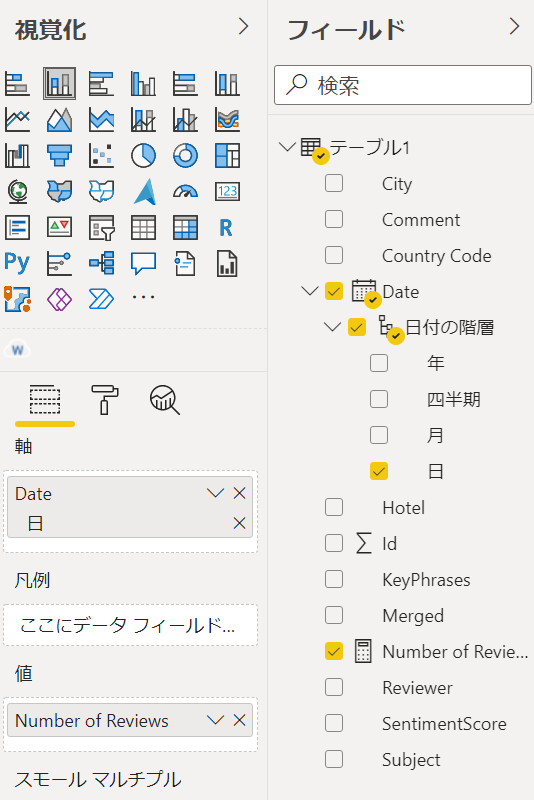 視覚化
123
R
Py
W
軸
Date
日
凡例
ここにデータ フィールド...
値
Number of Reviews
スモール マルチプル
フィールド
検索
テーブル1
City
Comment
Country Code
Date
日付の階層
年
四半期
月
日
Hotel
Id
KeyPhrases
Merged
Number of Revie...
Reviewer
SentimentScore
Subject